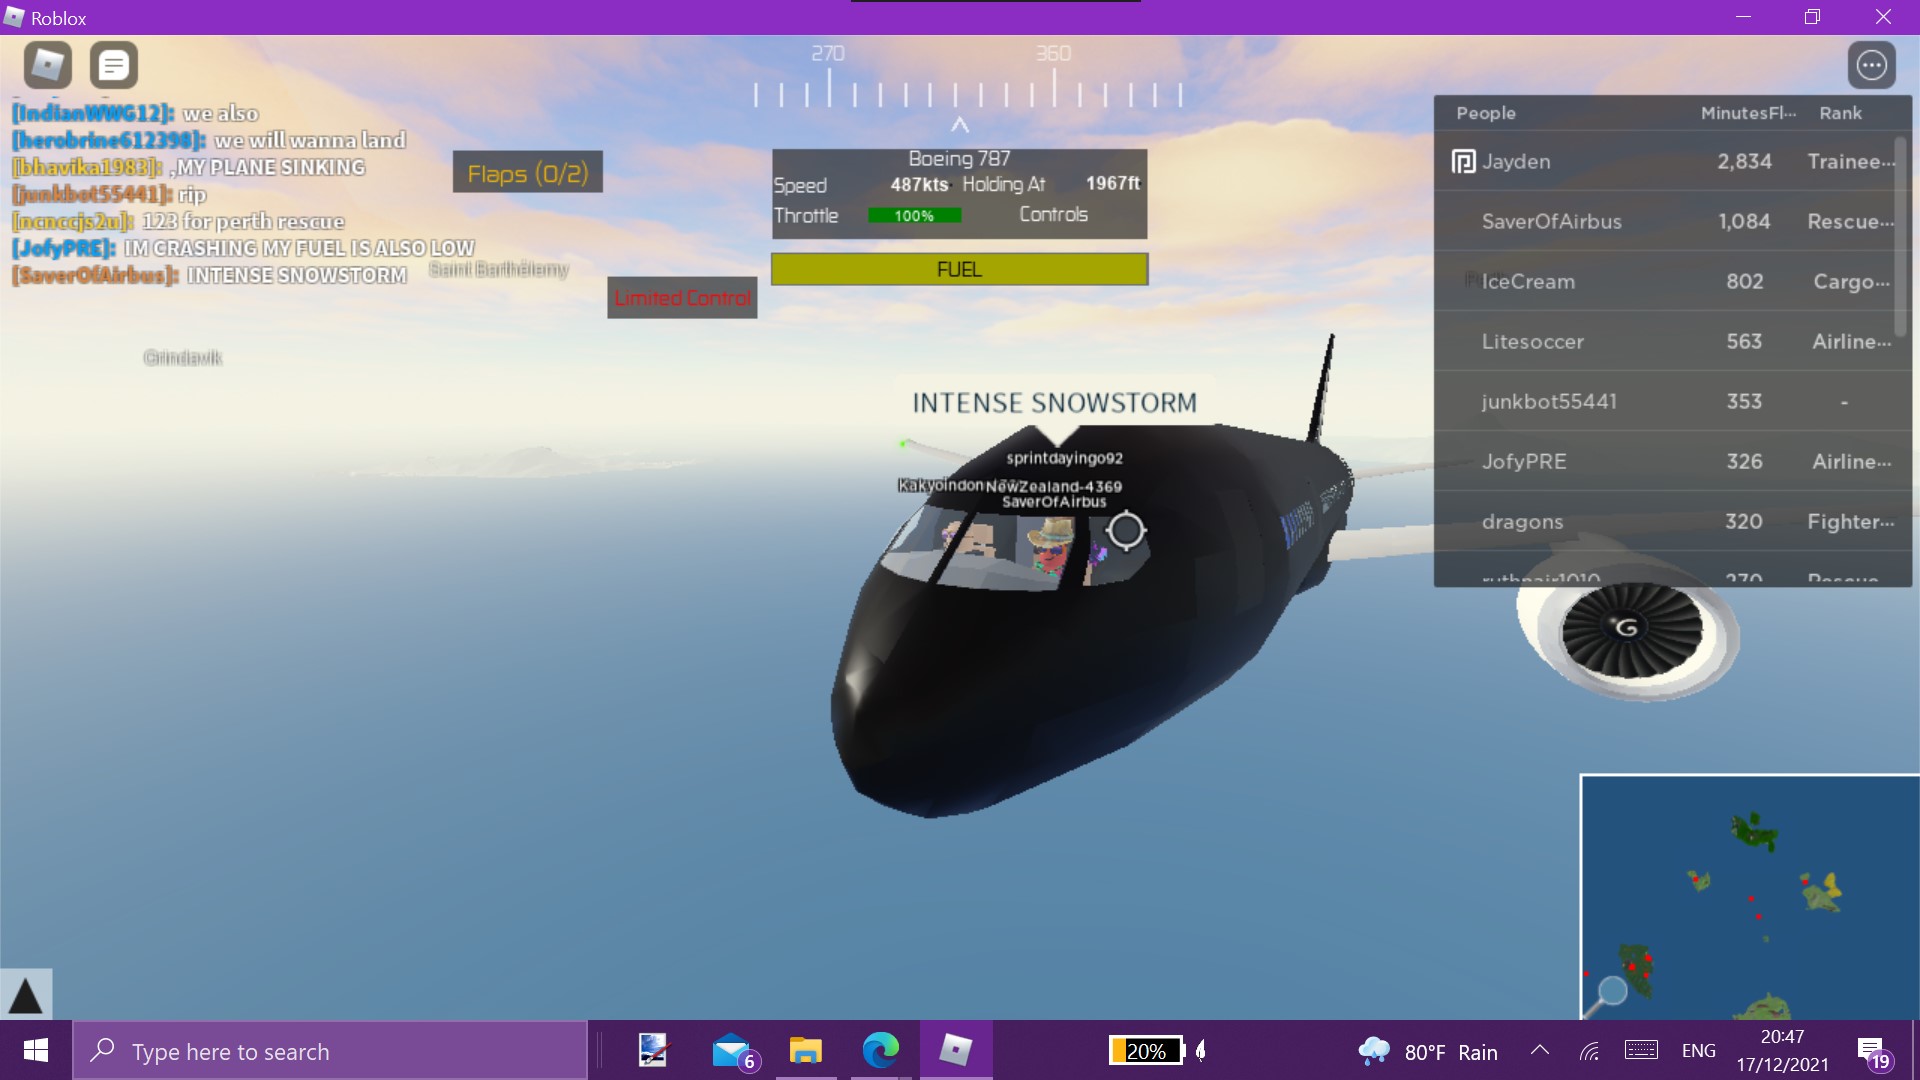 Roblox
270 360
[IndianWWG12]: we also
[herobrine612398]: we will wanna land
[bhavika1983]: ,MY PLANE SINKING
[junkbot55441]: rip
[ncnccjs2u]: 123 for perth rescue
[JofyPRE]: IM CRASHING MY FUEL IS ALSO LOW
[SaverOfAirbus]: INTENSE SNOWSTORM
Saint Barthélemy
Grindavik
Flaps (0/2)
Limited Control
Boeing 787
Speed 487kts Holding At 1967ft
Throttle 100% Controls
FUEL
INTENSE SNOWSTORM
sprintdayingo92
NewZealand-4369
SaverOfAirbus
People MinutesFl··· Rank
Jayden 2,834 Trainee···
SaverOfAirbus 1,084 Rescue···
IceCream 802 Cargo···
Litesoccer 563 Airline···
junkbot55441 353 -
JofyPRE 326 Airline···
dragons 320 Fighter···
270 Rescue···
Type here to search
6
20%
80°F Rain
ENG
20:47
17/12/2021
19